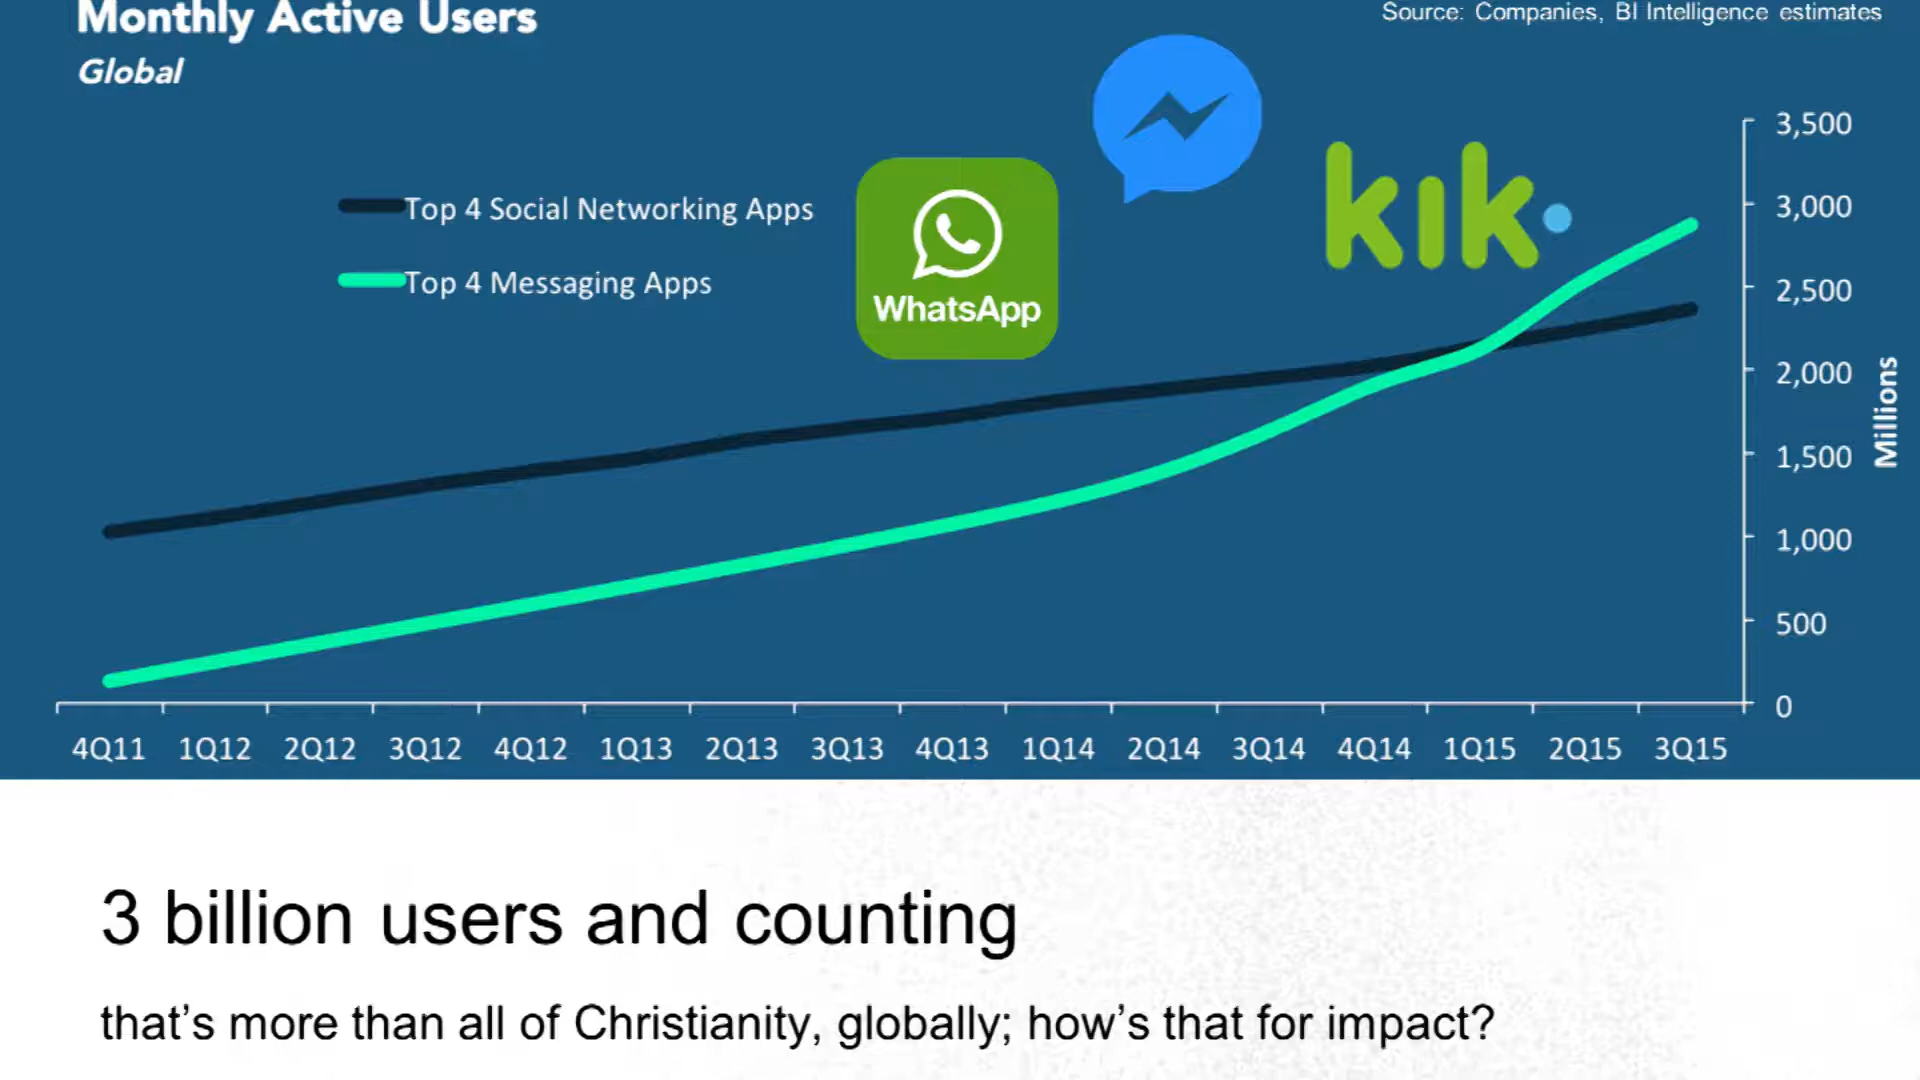 Monthly Active Users
Source: Companies, BI Intelligence estimates
Global
Top 4 Social Networking Apps
Top 4 Messaging Apps
WhatsApp
kik
3,500
3,000
2,500
2,000
1,500
1,000
500
0
Millions
4Q11 1Q12 2Q12 3Q12 4Q12 1Q13 2Q13 3Q13 4Q13 1Q14 2Q14 3Q14 4Q14 1Q15 2Q15 3Q15
3 billion users and counting
that’s more than all of Christianity, globally; how’s that for impact?